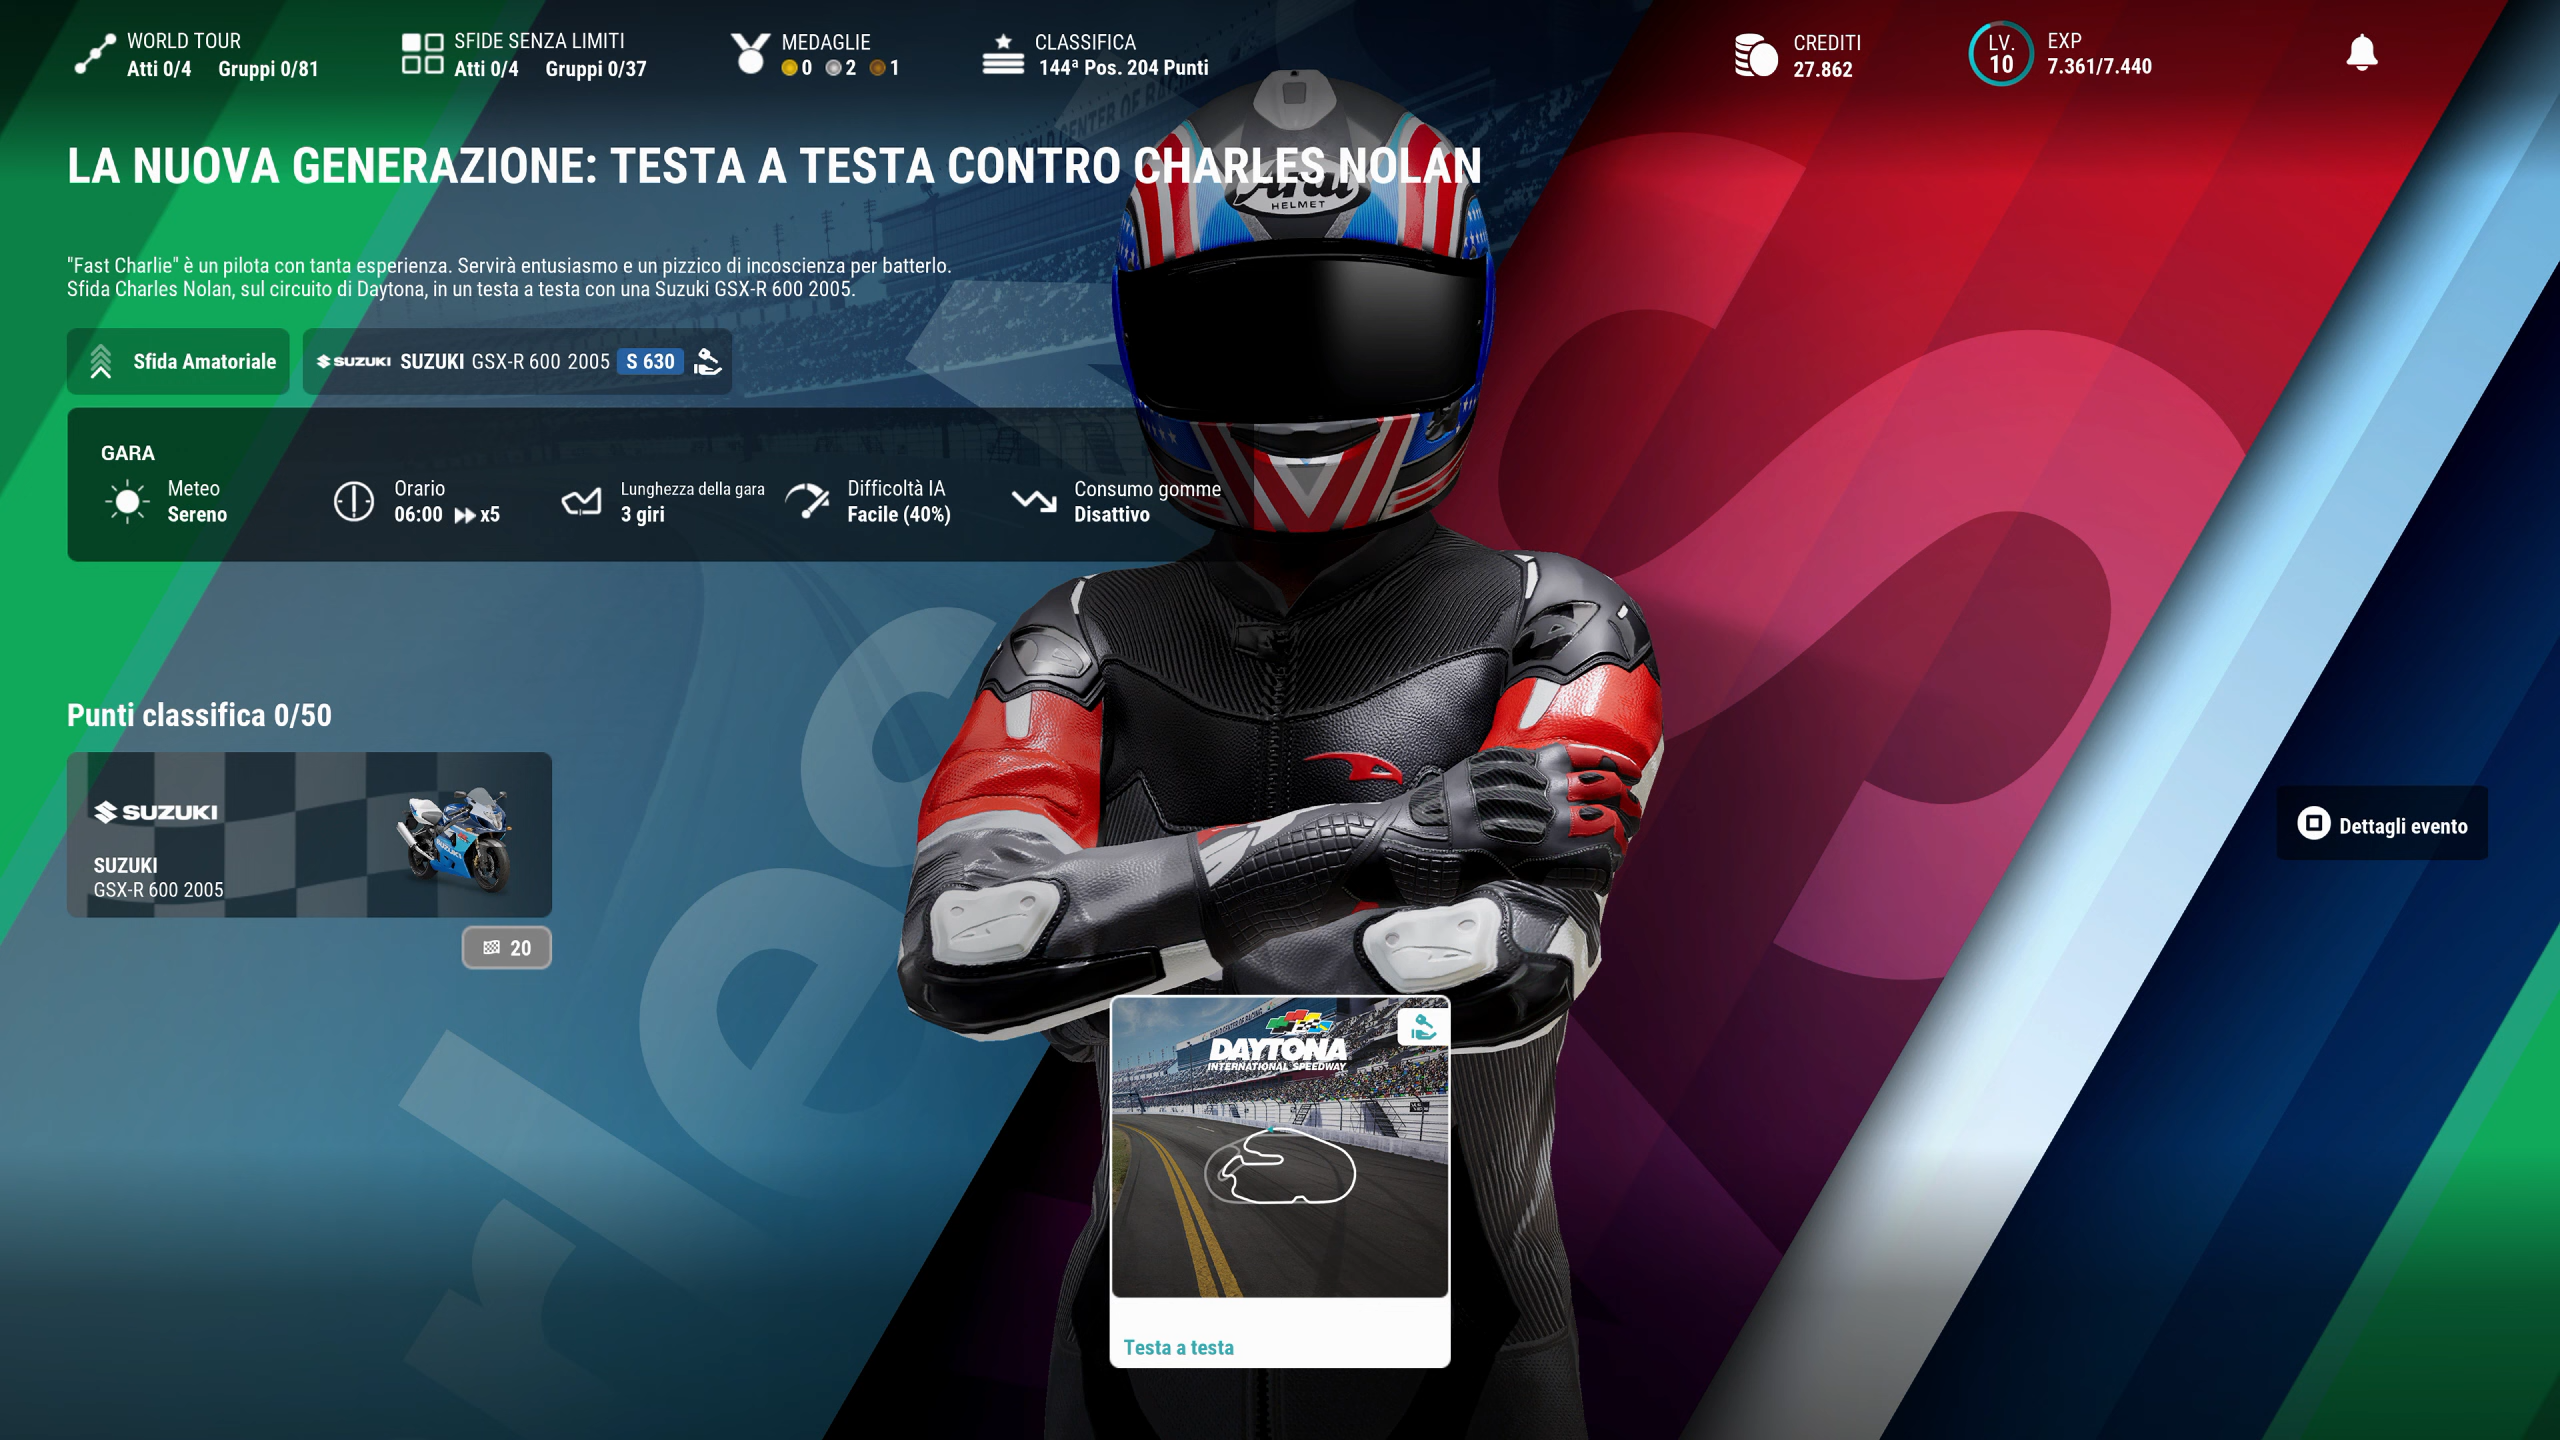 WORLD TOUR
Atti 0/4 Gruppi 0/81
SFIDE SENZA LIMITI
Atti 0/4 Gruppi 0/37
MEDAGLIE
0 2 1
CLASSIFICA
144ª Pos. 204 Punti
CREDITI
27.862
LV.
10
EXP
7.361/7.440
LA NUOVA GENERAZIONE: TESTA A TESTA CONTRO CHARLES NOLAN
Arai
HELMET
"Fast Charlie" è un pilota con tanta esperienza. Servirà entusiasmo e un pizzico di incoscienza per batterlo.
Sfida Charles Nolan, sul circuito di Daytona, in un testa a testa con una Suzuki GSX-R 600 2005.
Sfida Amatoriale
SUZUKI SUZUKI GSX-R 600 2005 S 630
GARA
Meteo
Sereno
Orario
06:00 x5
Lunghezza della gara
3 giri
Difficoltà IA
Facile (40%)
Consumo gomme
Disattivo
Punti classifica 0/50
SUZUKI
SUZUKI
GSX-R 600 2005
20
Dettagli evento
WORLD CENTER OF RACING
DAYTONA
INTERNATIONAL SPEEDWAY
Testa a testa